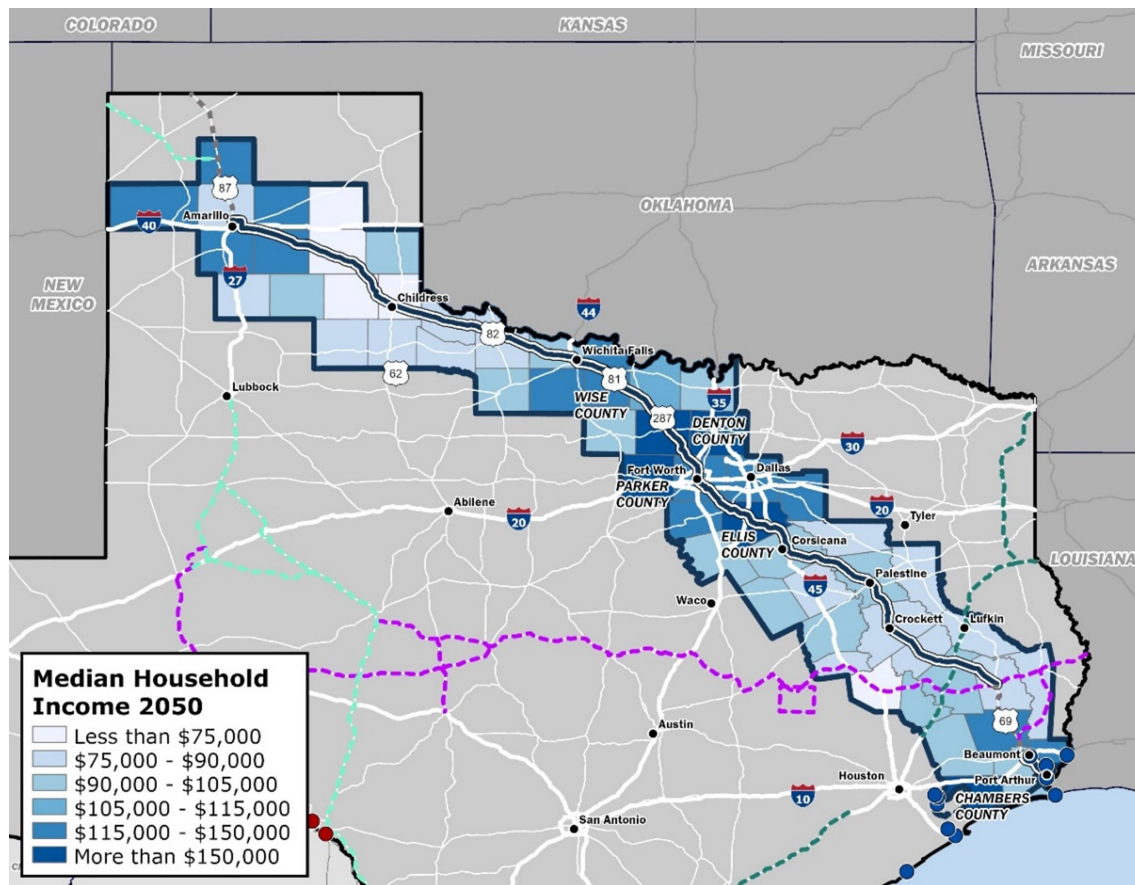 COLORADO
KANSAS
MISSOURI
87
OKLAHOMA
Amarillo
40
ARKANSAS
27
NEW
MEXICO
Childress
44
82
Wichita Falls
62
81
Lubbock
WISE
COUNTY
35
287
DENTON
COUNTY
30
Fort Worth
Dallas
PARKER
COUNTY
Abilene
20
20
Tyler
ELLIS
COUNTY
Corsicana
LOUISIANA
Palestine
45
Waco
Crockett
Lufkin
Median Household
Income 2050
Less than $75,000
$75,000 - $90,000
$90,000 - $105,000
$105,000 - $115,000
$115,000 - $150,000
More than $150,000
69
Austin
Beaumont
Houston
Port Arthur
10
CHAMBERS
COUNTY
San Antonio